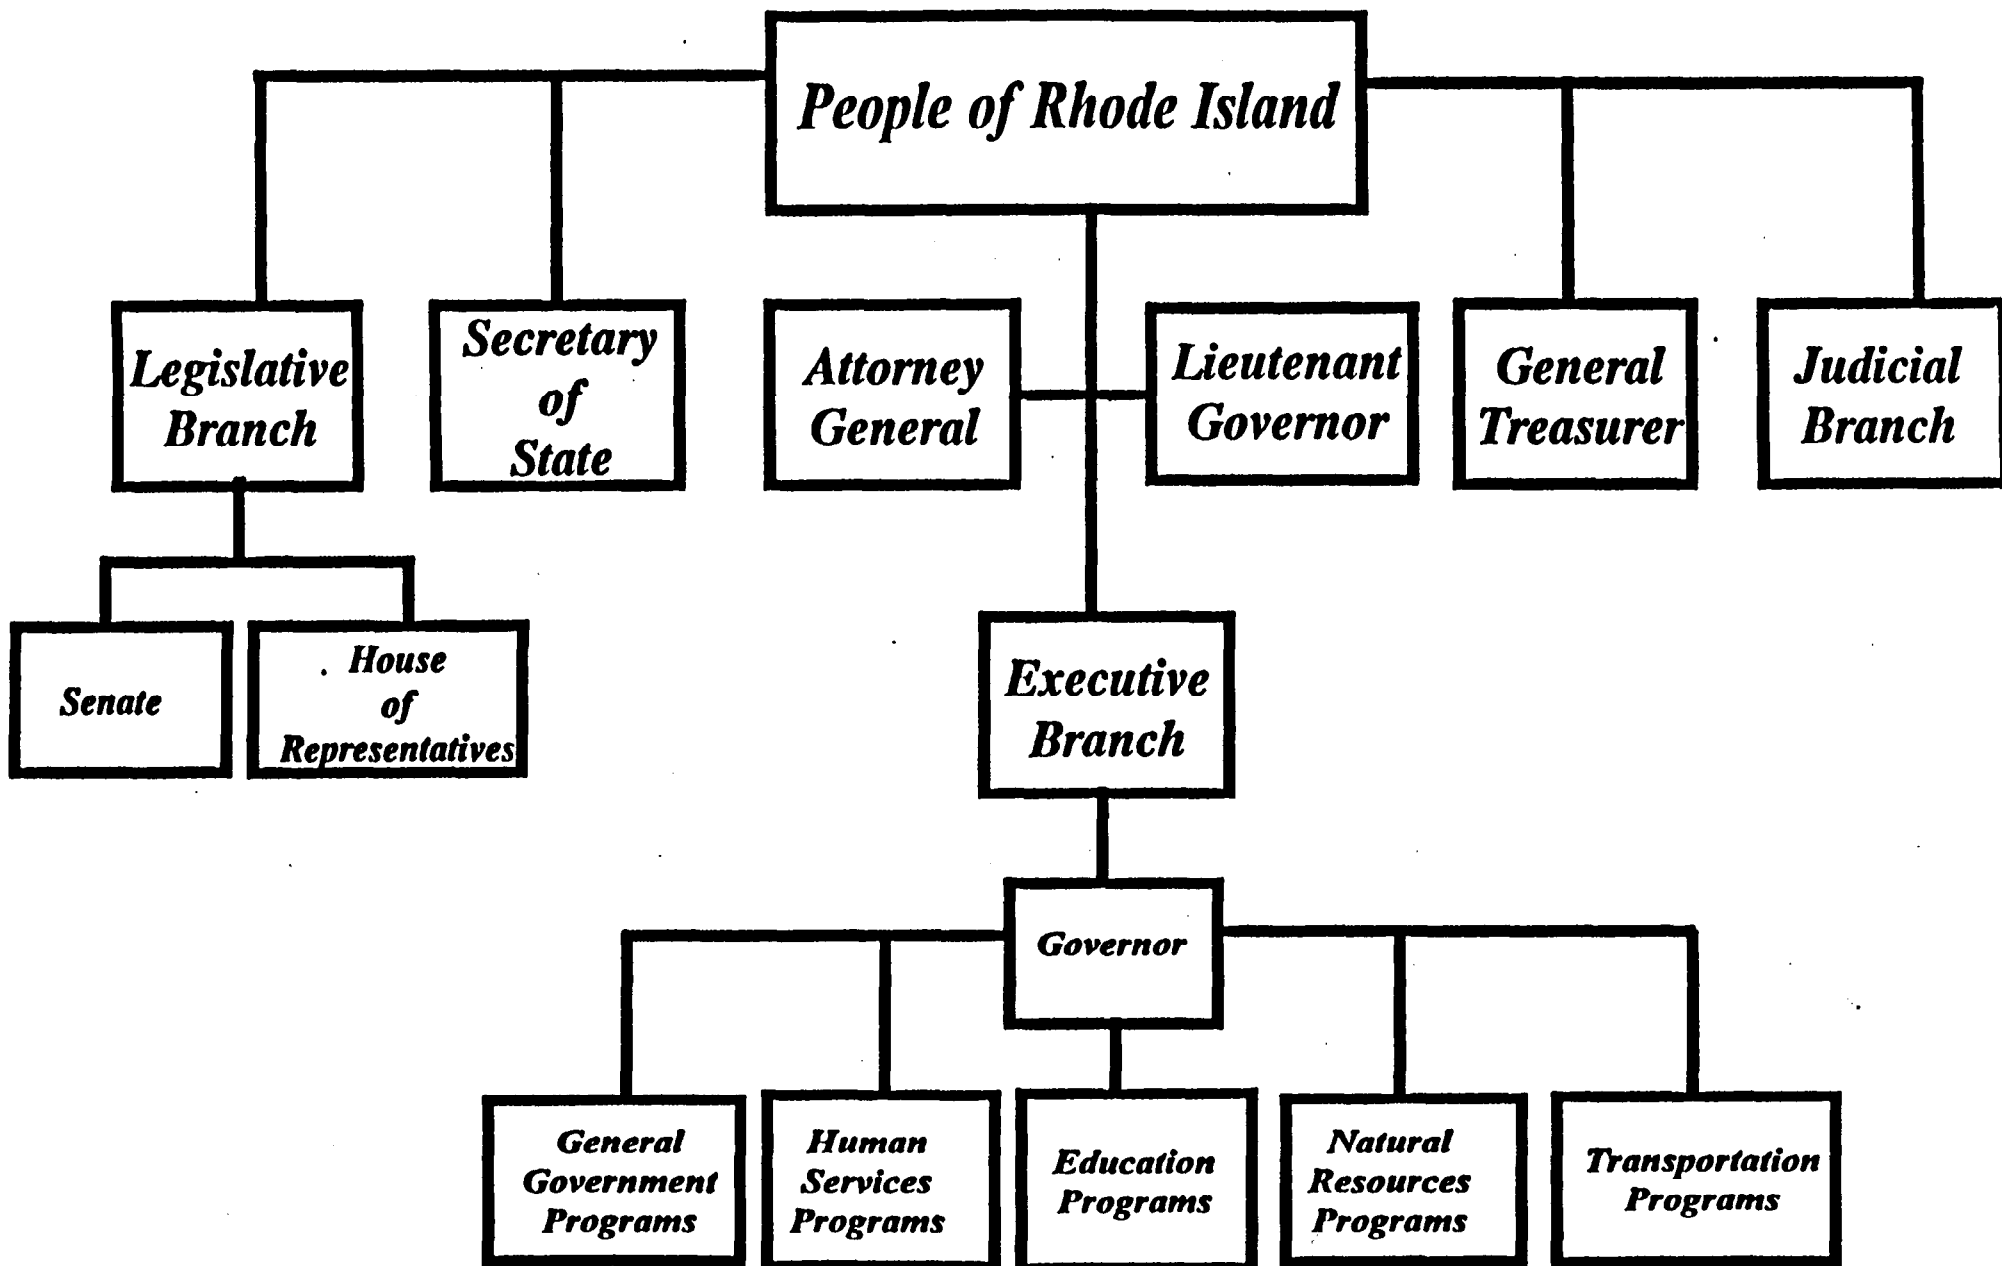 People of Rhode Island
Legislative
Branch
Secretary
of
State
Attorney
General
Lieutenant
Governor
General
Treasurer
Judicial
Branch
Senate
House
of
Representatives
Executive
Branch
Governor
General
Government
Programs
Human
Services
Programs
Education
Programs
Natural
Resources
Programs
Transportation
Programs